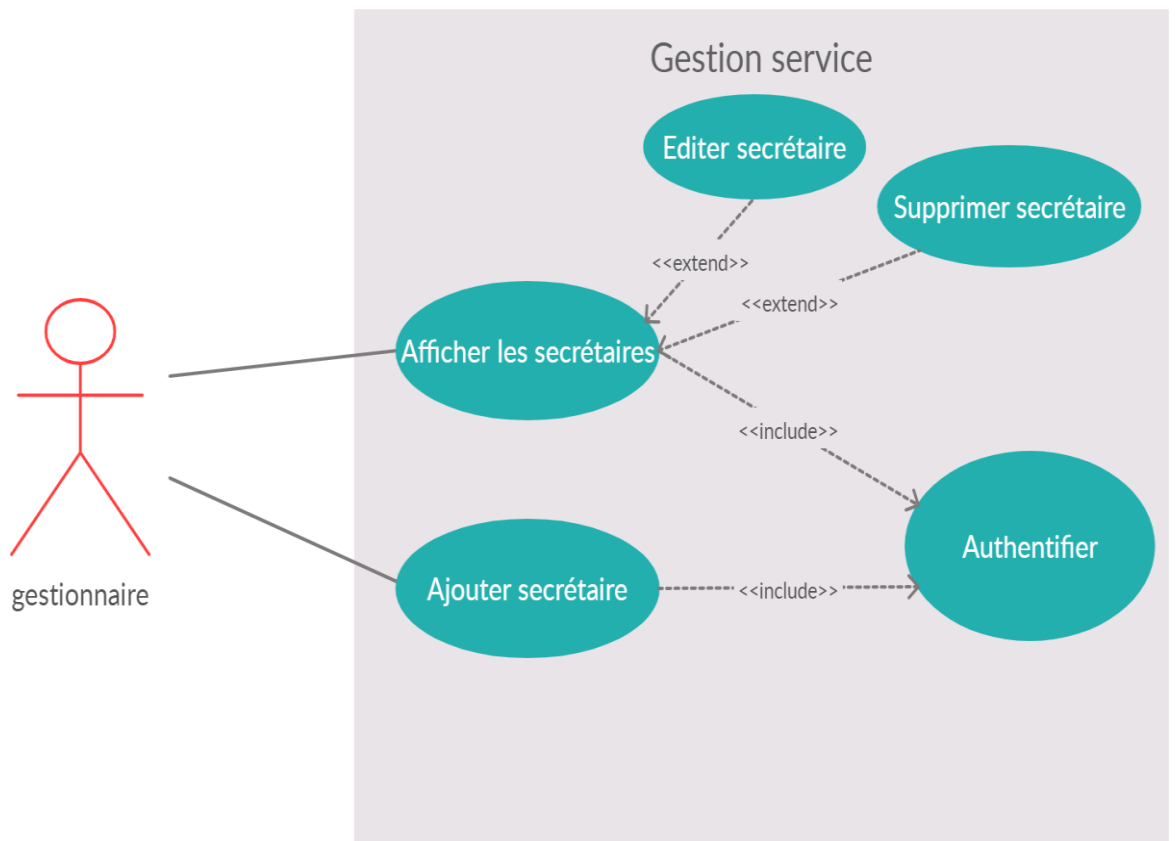 Gestion service
Editer secrétaire
Supprimer secrétaire
<<extend>>
<<extend>>
Afficher les secrétaires
<<include>>
Authentifier
Ajouter secrétaire
<<include>>
gestionnaire